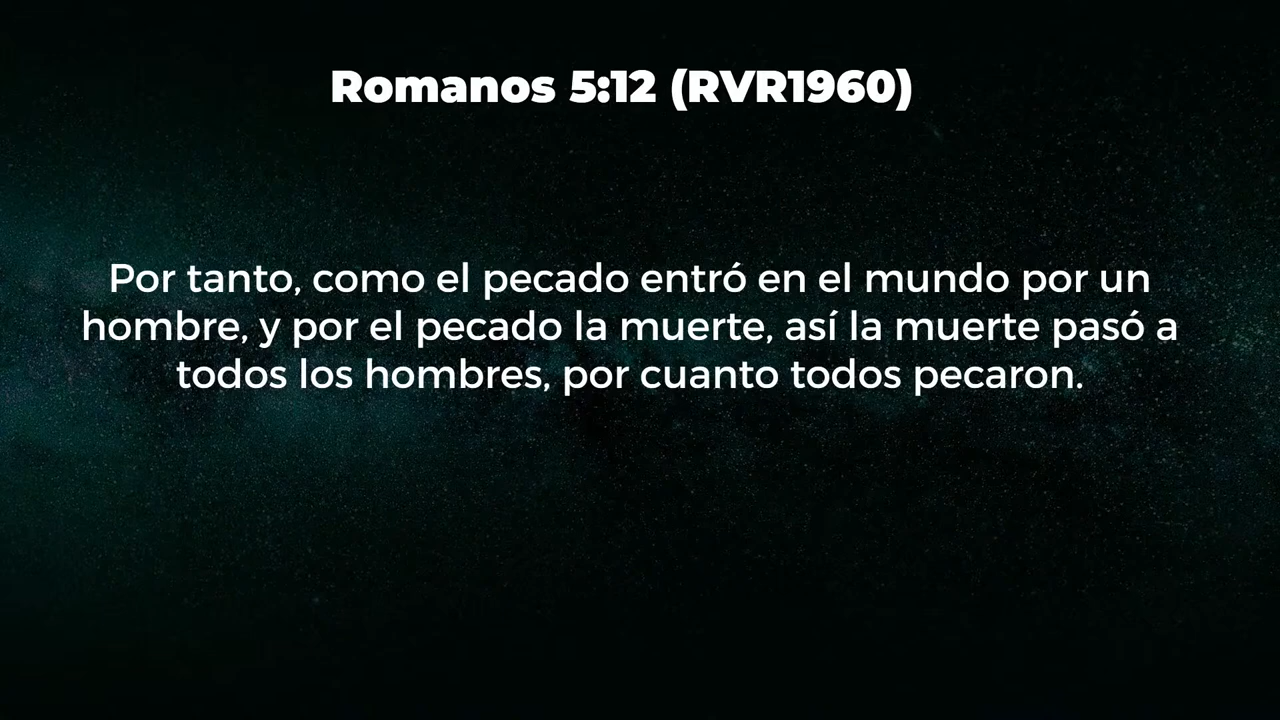 Romanos 5:12 (RVR1960)
Por tanto, como el pecado entró en el mundo por un
hombre, y por el pecado la muerte, así la muerte pasó a
todos los hombres, por cuanto todos pecaron.